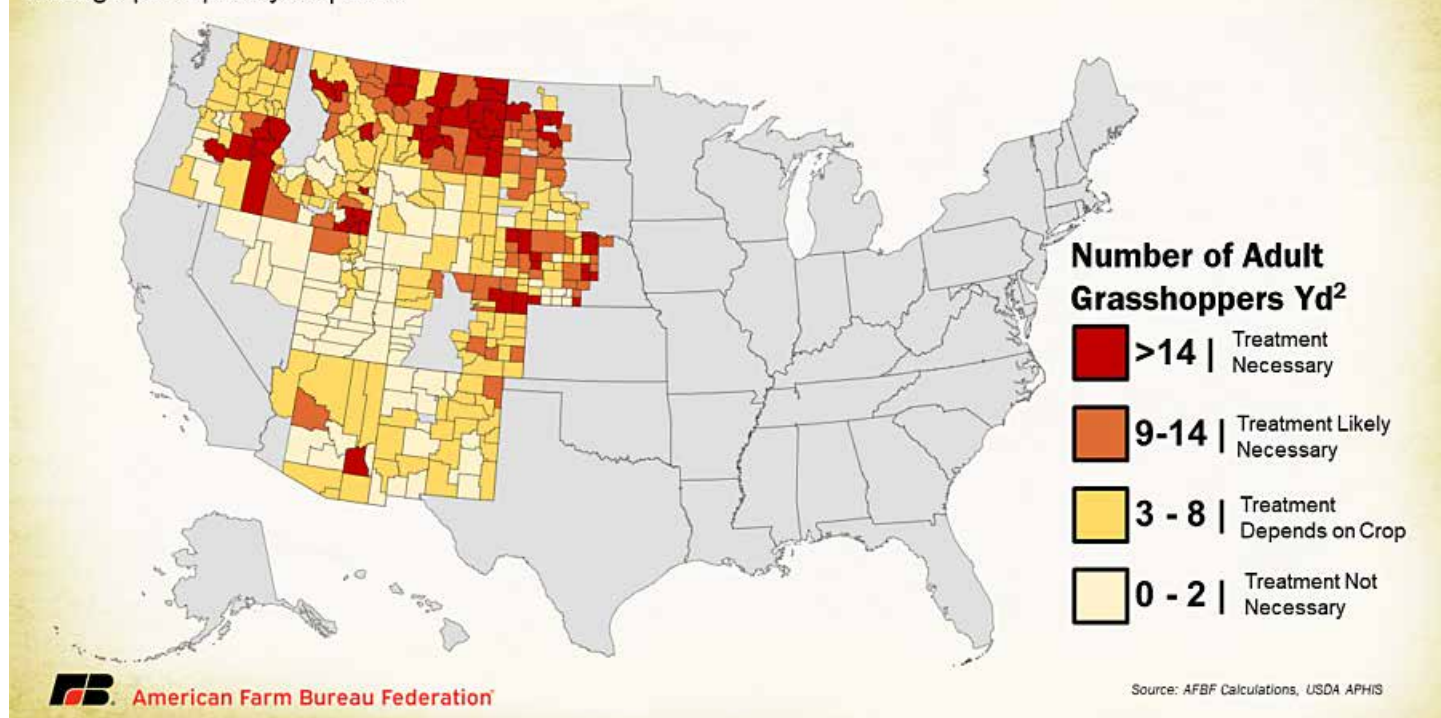 Number of Adult
Grasshoppers Yd²
>14 | Treatment
Necessary
9-14 | Treatment Likely
Necessary
3 - 8 | Treatment
Depends on Crop
0 - 2 | Treatment Not
Necessary
FB. American Farm Bureau Federation®
Source: AFBF Calculations, USDA APHIS